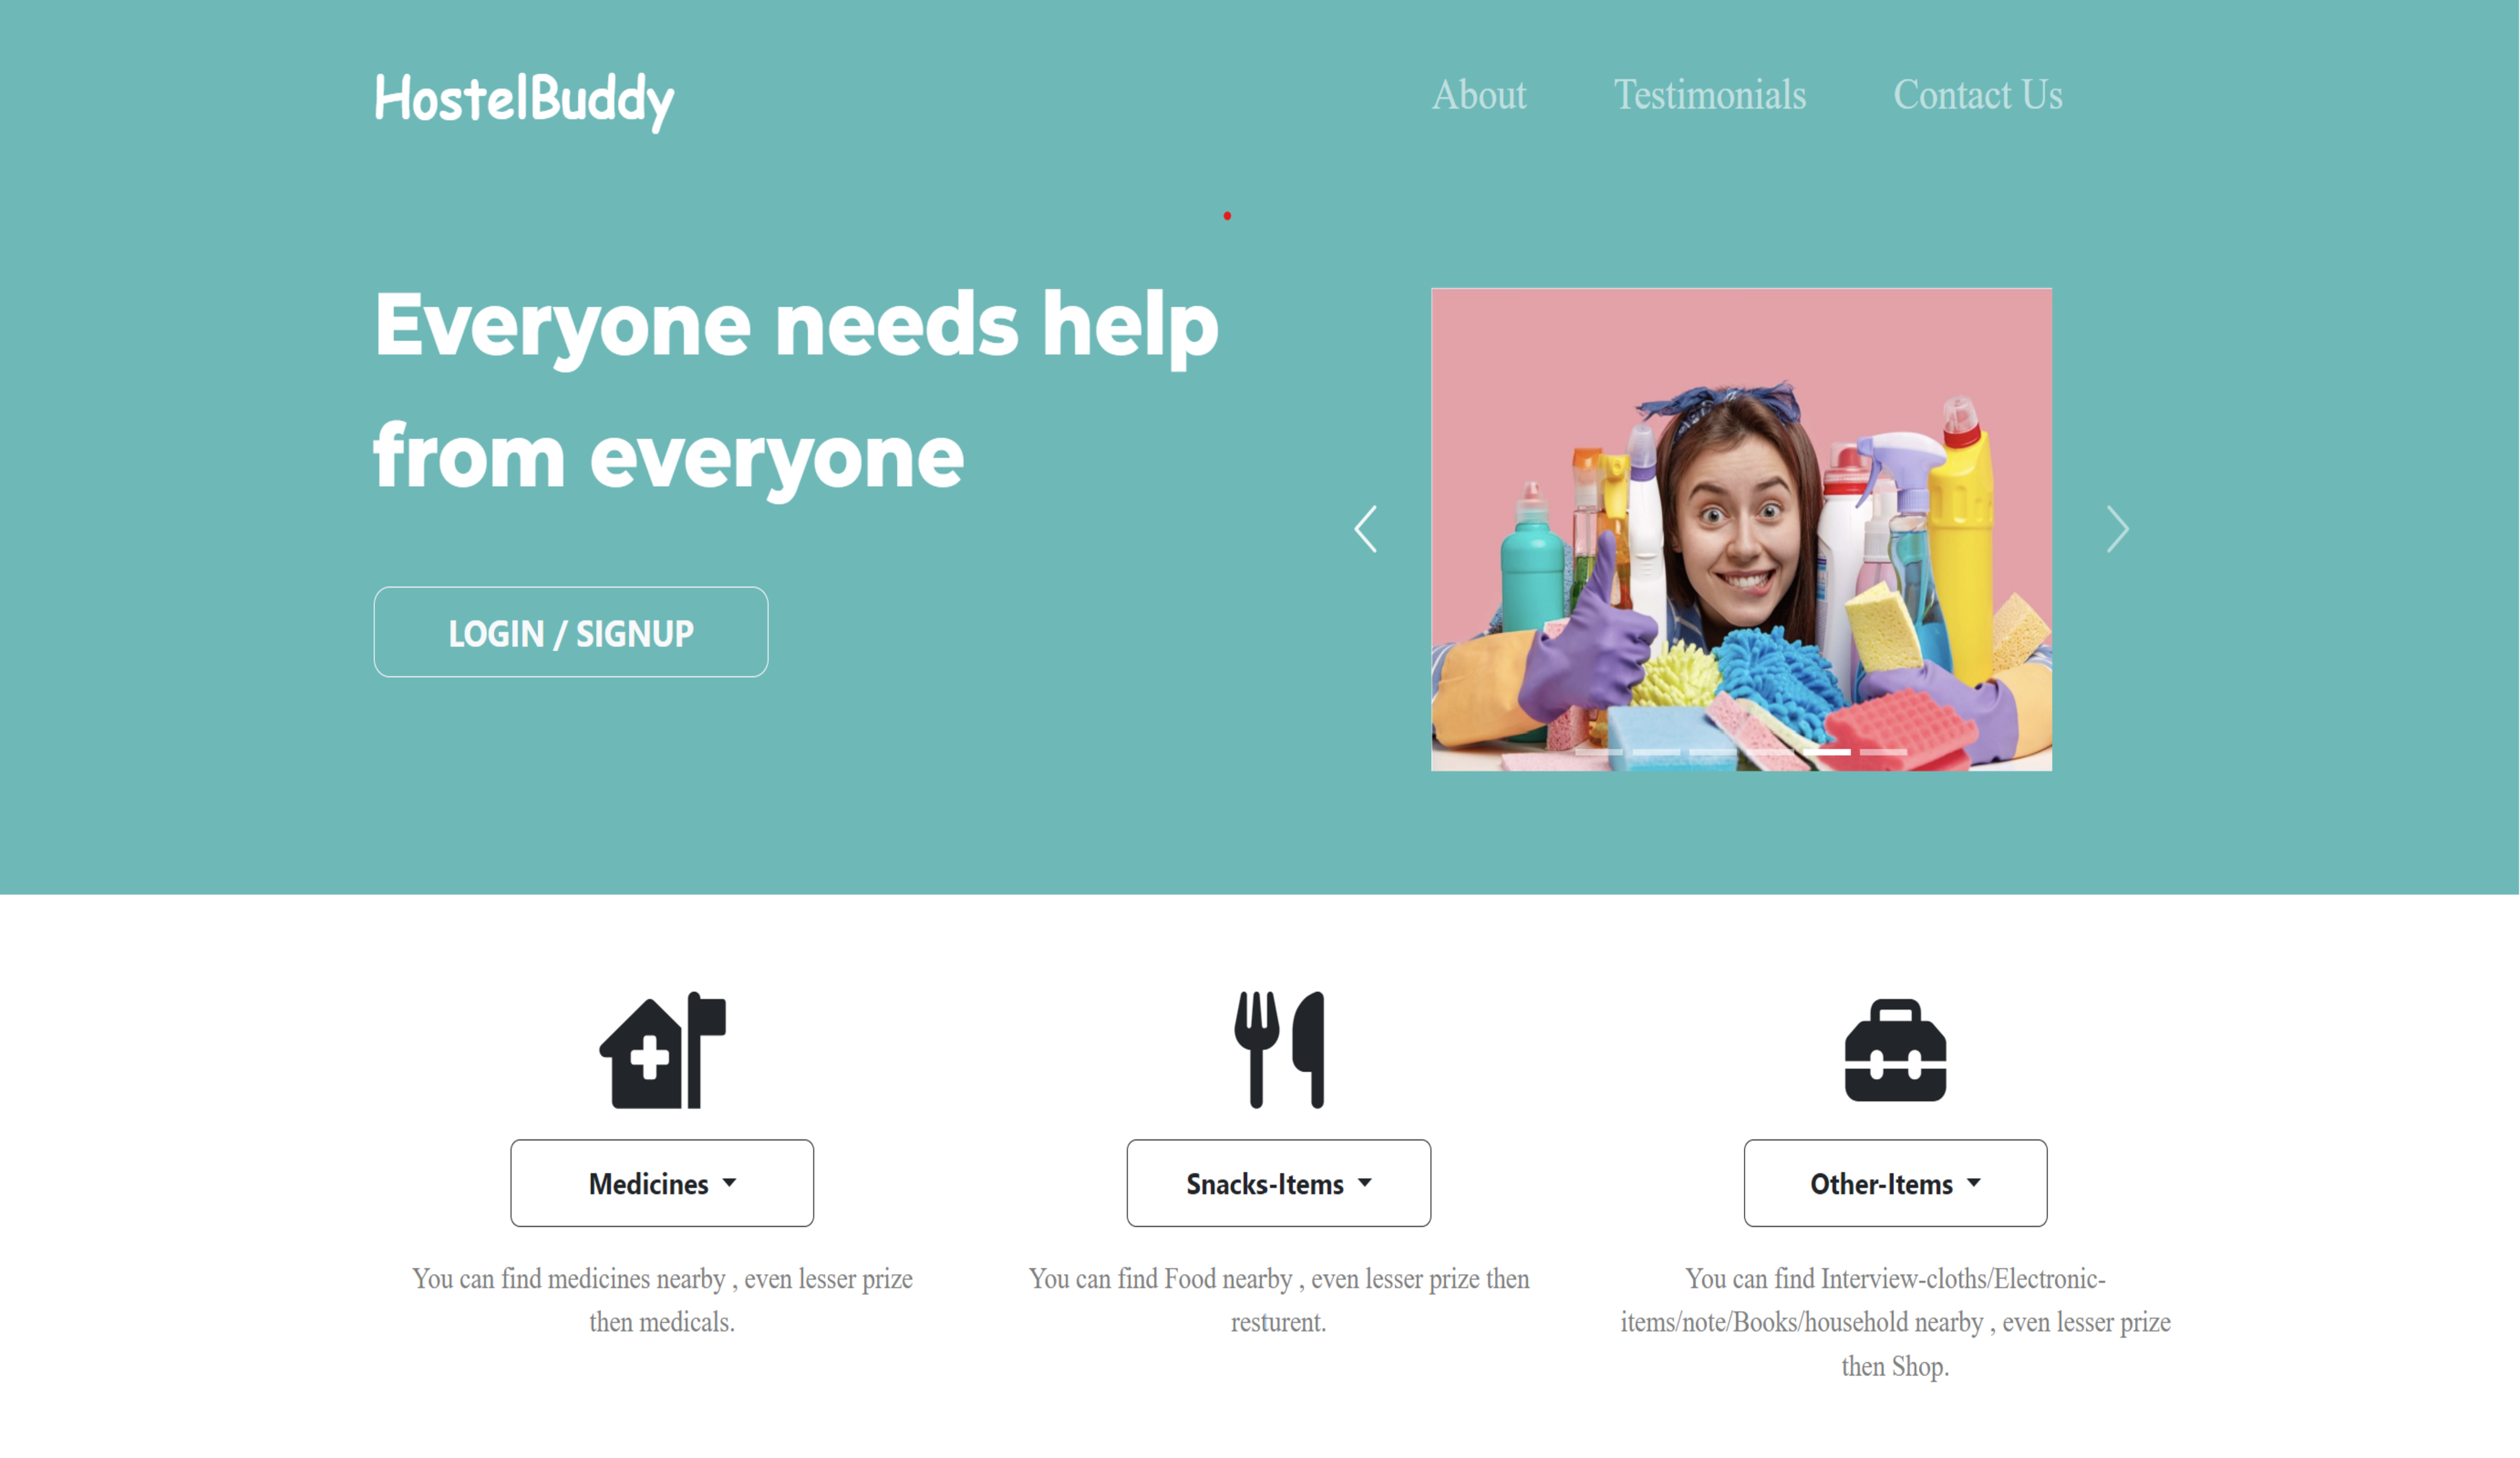 HostelBuddy
About Testimonials Contact Us
Everyone needs help
from everyone
LOGIN / SIGNUP
Medicines
You can find medicines nearby , even lesser prize
then medicals.
Snacks-Items
You can find Food nearby , even lesser prize then
resturent.
Other-Items
You can find Interview-cloths/Electronic-
items/note/Books/household nearby , even lesser prize
then Shop.